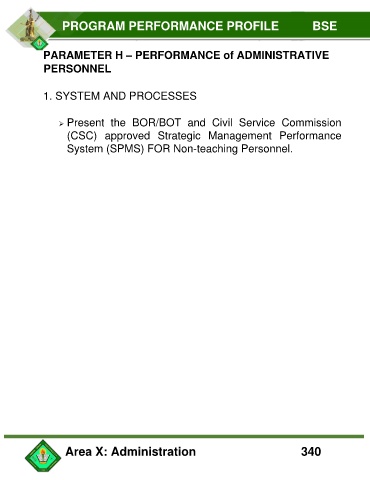 PROGRAM PERFORMANCE PROFILE BSE
PARAMETER H – PERFORMANCE of ADMINISTRATIVE
PERSONNEL
1. SYSTEM AND PROCESSES
➢ Present the BOR/BOT and Civil Service Commission
(CSC) approved Strategic Management Performance
System (SPMS) FOR Non-teaching Personnel.
Area X: Administration 340